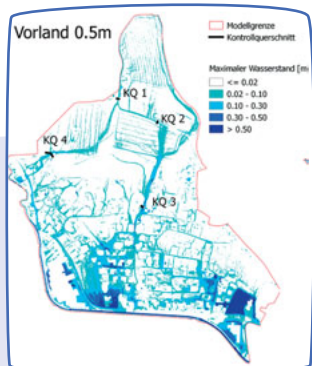 Vorland 0.5m
Modellgrenze
Kontrollquerschnitt
Maximaler Wasserstand [m
<= 0.02
0.02 - 0.10
0.10 - 0.30
0.30 - 0.50
> 0.50
KQ 1
KQ 2
KQ 4
KQ 3